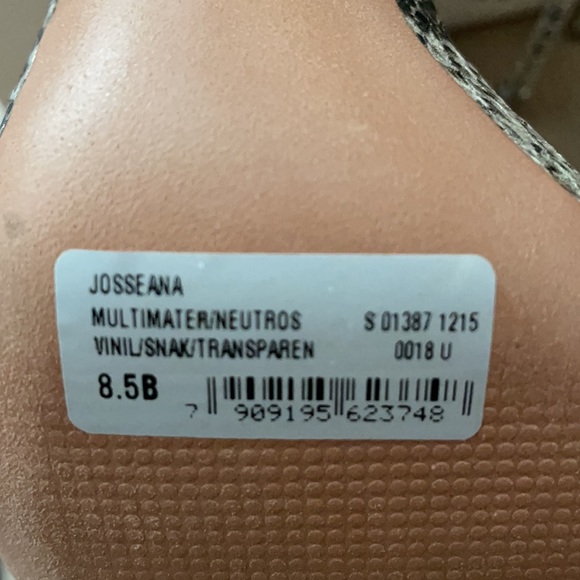 JOSSEANA
MULTIMATER/NEUTROS S 01387 1215
VINIL/SNAK/TRANSPAREN 0018 U
8.5B
7 909195 623748